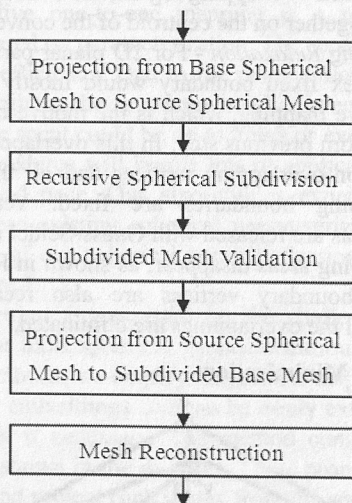 Projection from Base Spherical
Mesh to Source Spherical Mesh
Recursive Spherical Subdivision
Subdivided Mesh Validation
Projection from Source Spherical
Mesh to Subdivided Base Mesh
Mesh Reconstruction